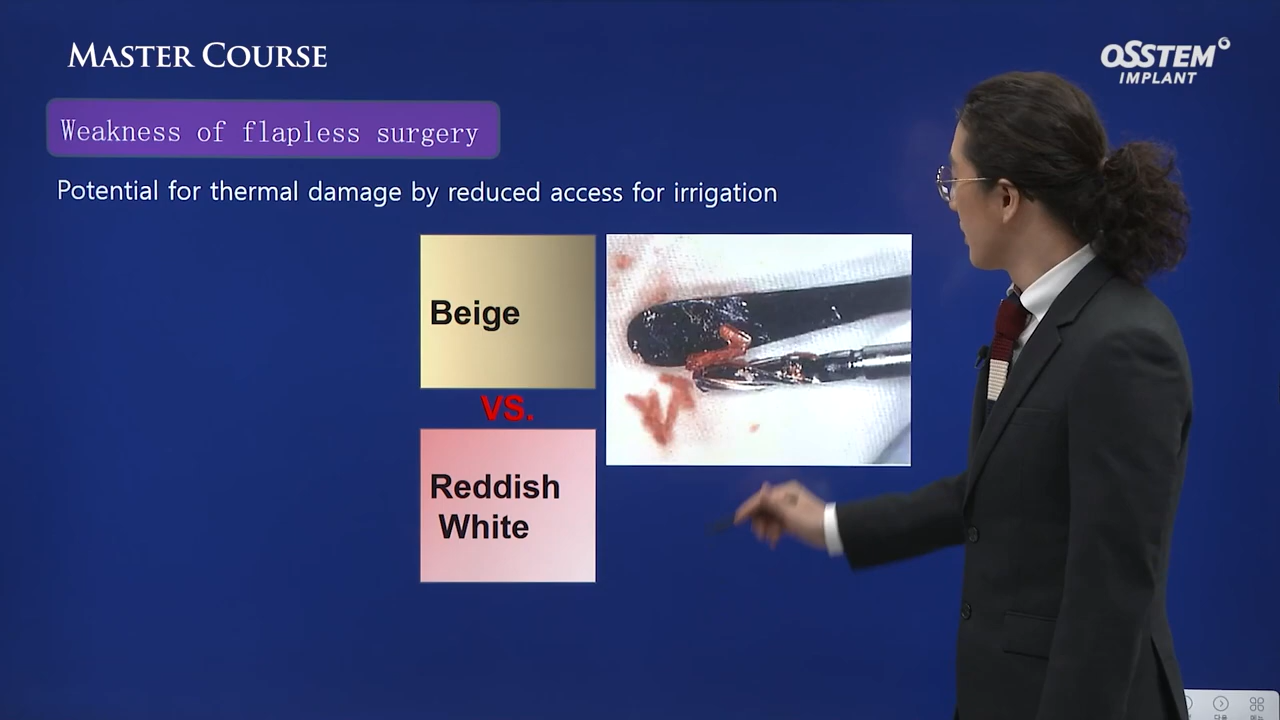 MASTER COURSE
OSSTEM
IMPLANT
Weakness of flapless surgery
Potential for thermal damage by reduced access for irrigation
Beige
VS.
Reddish
White